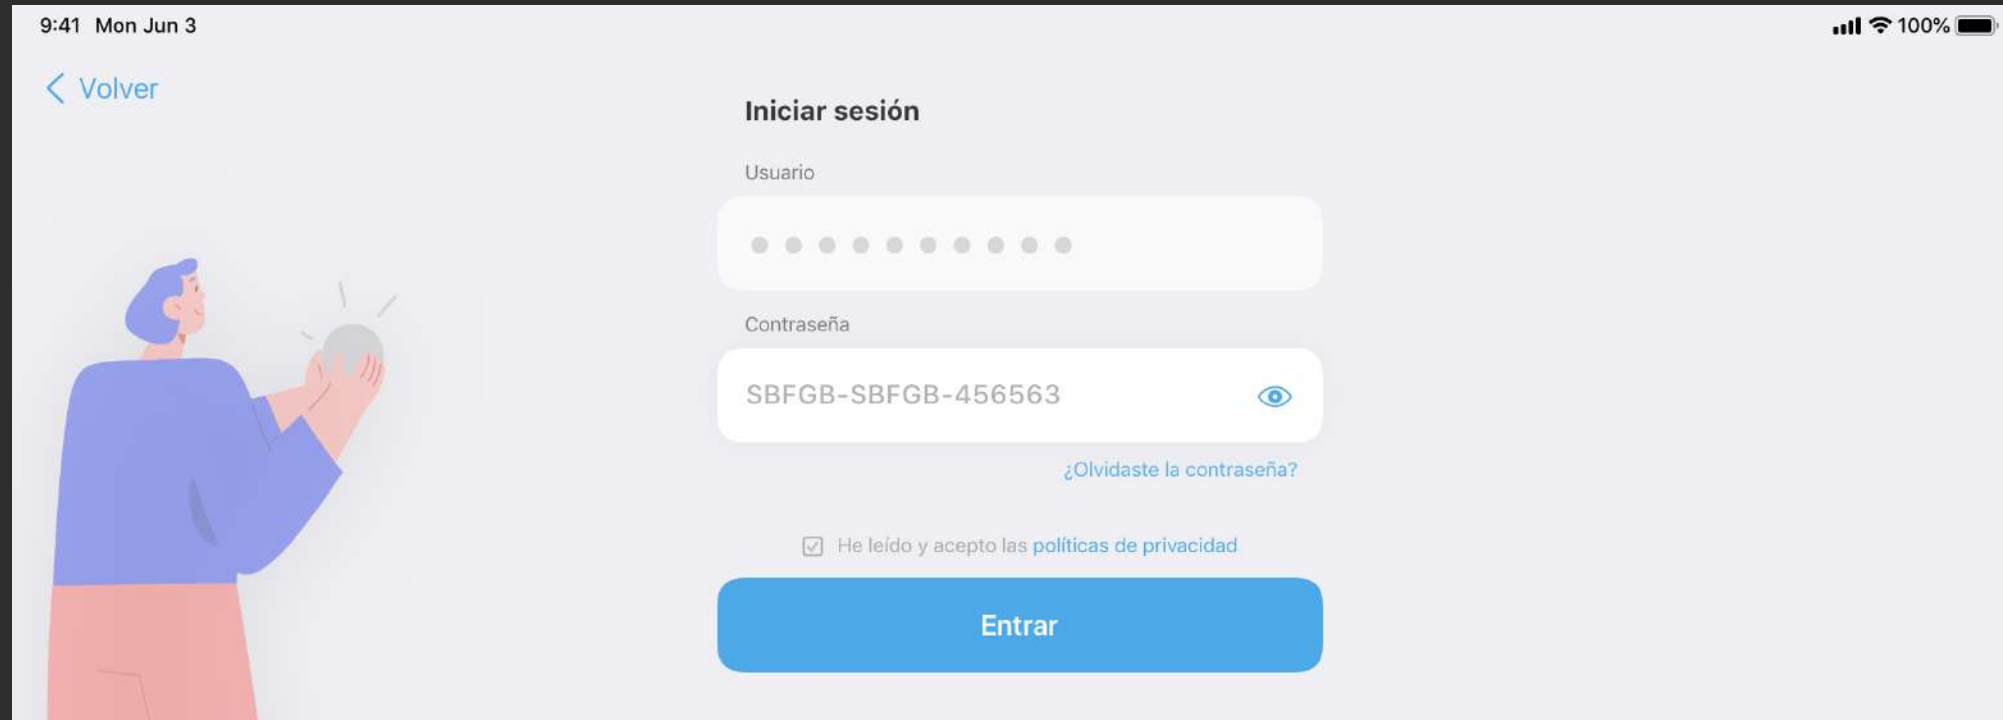 9:41 Mon Jun 3
100%
Volver
Iniciar sesión
Usuario
Contraseña
SBFGB-SBFGB-456563
¿Olvidaste la contraseña?
He leído y acepto las políticas de privacidad
Entrar